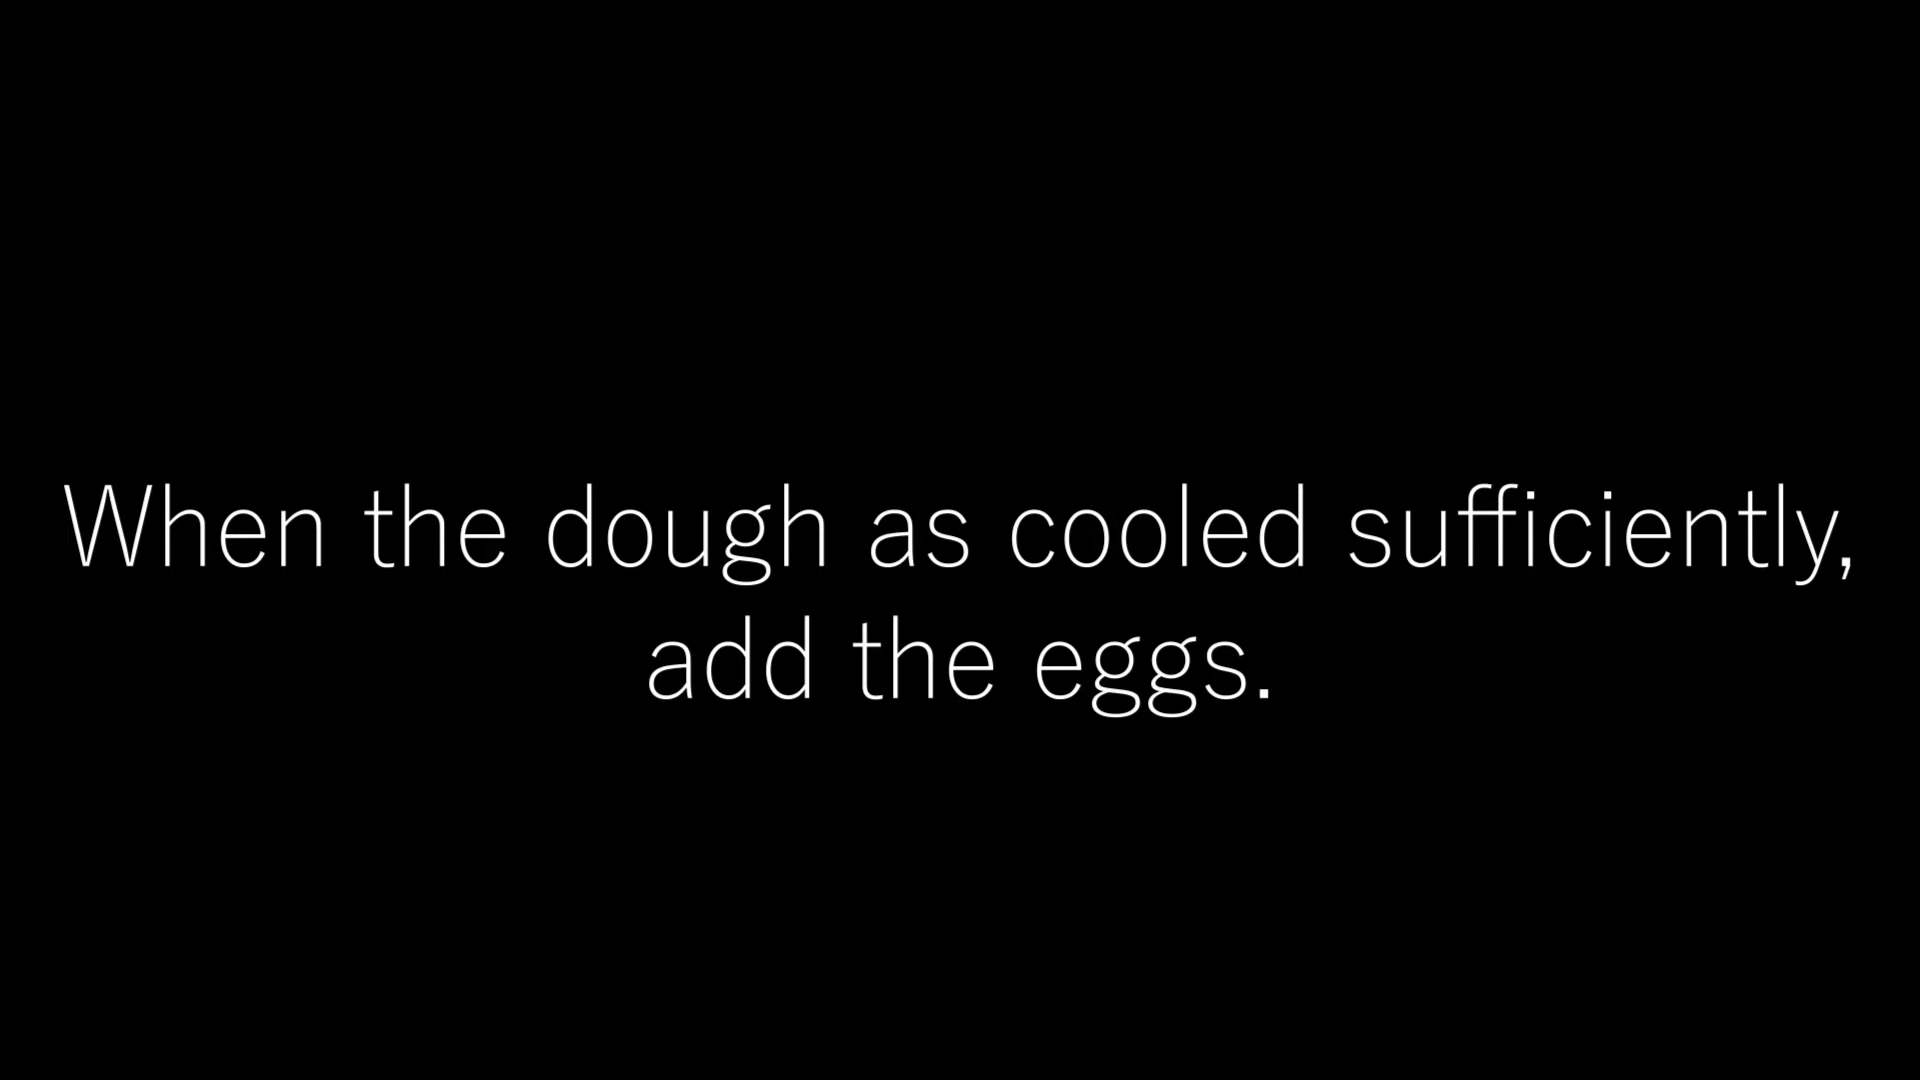 When the dough as cooled sufficiently,
add the eggs.